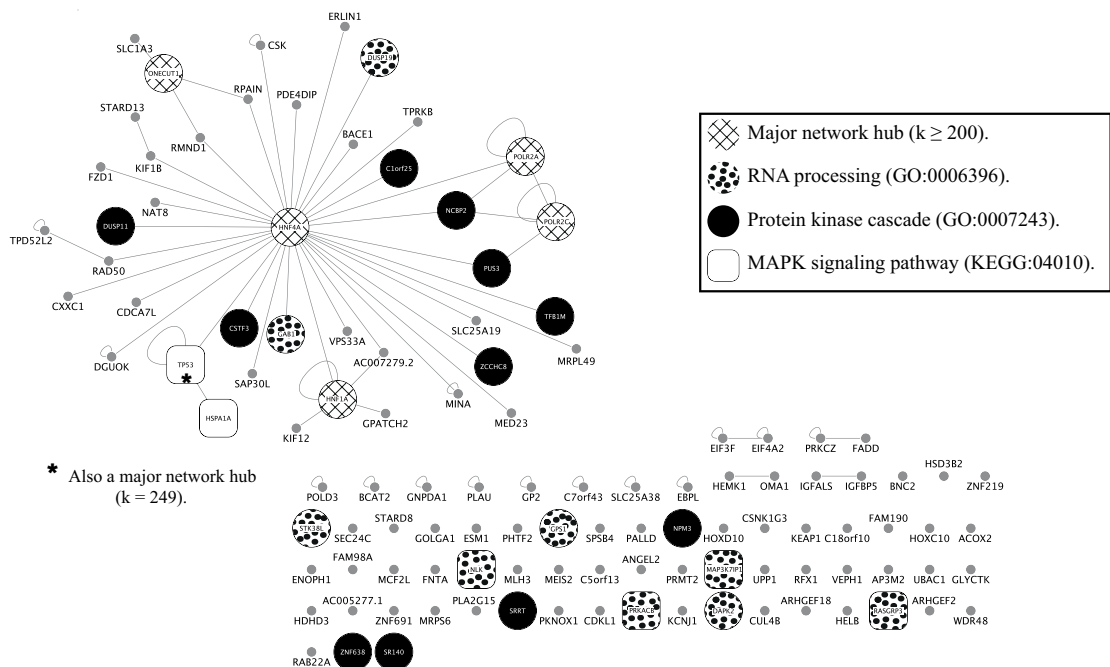 ERLIN1
SLC1A3
CSK
DUSP19
ONECUT1
RPAIN
PDE4DIP
STARD13
TPRKB
RMND1
BACE1
POLR2A
KIF1B
FZD1
C1orf25
NAT8
NCBP2
POLR2C
DUSP11
HNF4A
TPD52L2
RAD50
PUS3
CXXC1
CDCA7L
TFB1M
CSTF3
GAB1
SLC25A19
VPS33A
MRPL49
AC007279.2
DGUOK
TP53
*
SAP30L
ZCCHC8
HNF1A
MINA
HSPA1A
GPATCH2
MED23
KIF12
Major network hub (k ≥ 200).
RNA processing (GO:0006396).
Protein kinase cascade (GO:0007243).
MAPK signaling pathway (KEGG:04010).
* Also a major network hub
(k = 249).
EIF3F EIF4A2 PRKCZ FADD
HSD3B2
HEMK1 OMA1 IGFALS IGFBP5 BNC2 ZNF219
POLD3 BCAT2 GNPDA1 PLAU GP2 C7orf43 SLC25A38 EBPL
STARD8 CSNK1G3 FAM190
STK38L SEC24C GOLGA1 ESM1 PHTF2 GPS1 SPSB4 PALLD NPM3 HOXD10 KEAP1 C18orf10 HOXC10 ACOX2
FAM98A ANGEL2
ENOPH1 MCF2L FNTA NLK MLH3 MEIS2 C5orf13 PRMT2 MAP3K7IP1 UPP1 RFX1 VEPH1 AP3M2 UBAC1 GLYCTK
AC005277.1 PLA2G15 ARHGEF18 ARHGEF2
HDHD3 ZNF691 MRPS6 SRRT PKNOX1 CDKL1 PRKACB KCNJ1 DAPK2 CUL4B HELB RASGRP3 WDR48
RAB22A ZNF638 SR140